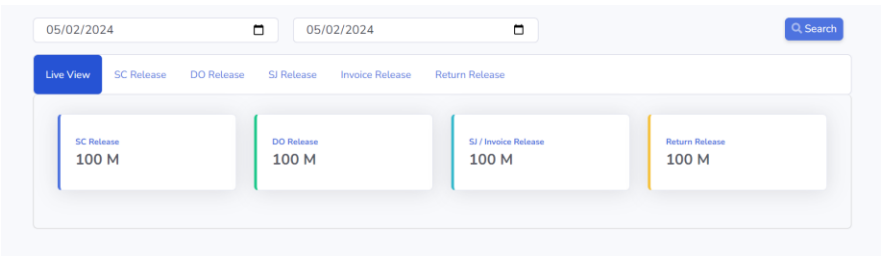 05/02/2024 05/02/2024 Search
Live View SC Release DO Release SJ Release Invoice Release Return Release
SC Release DO Release SJ / Invoice Release Return Release
100 M 100 M 100 M 100 M